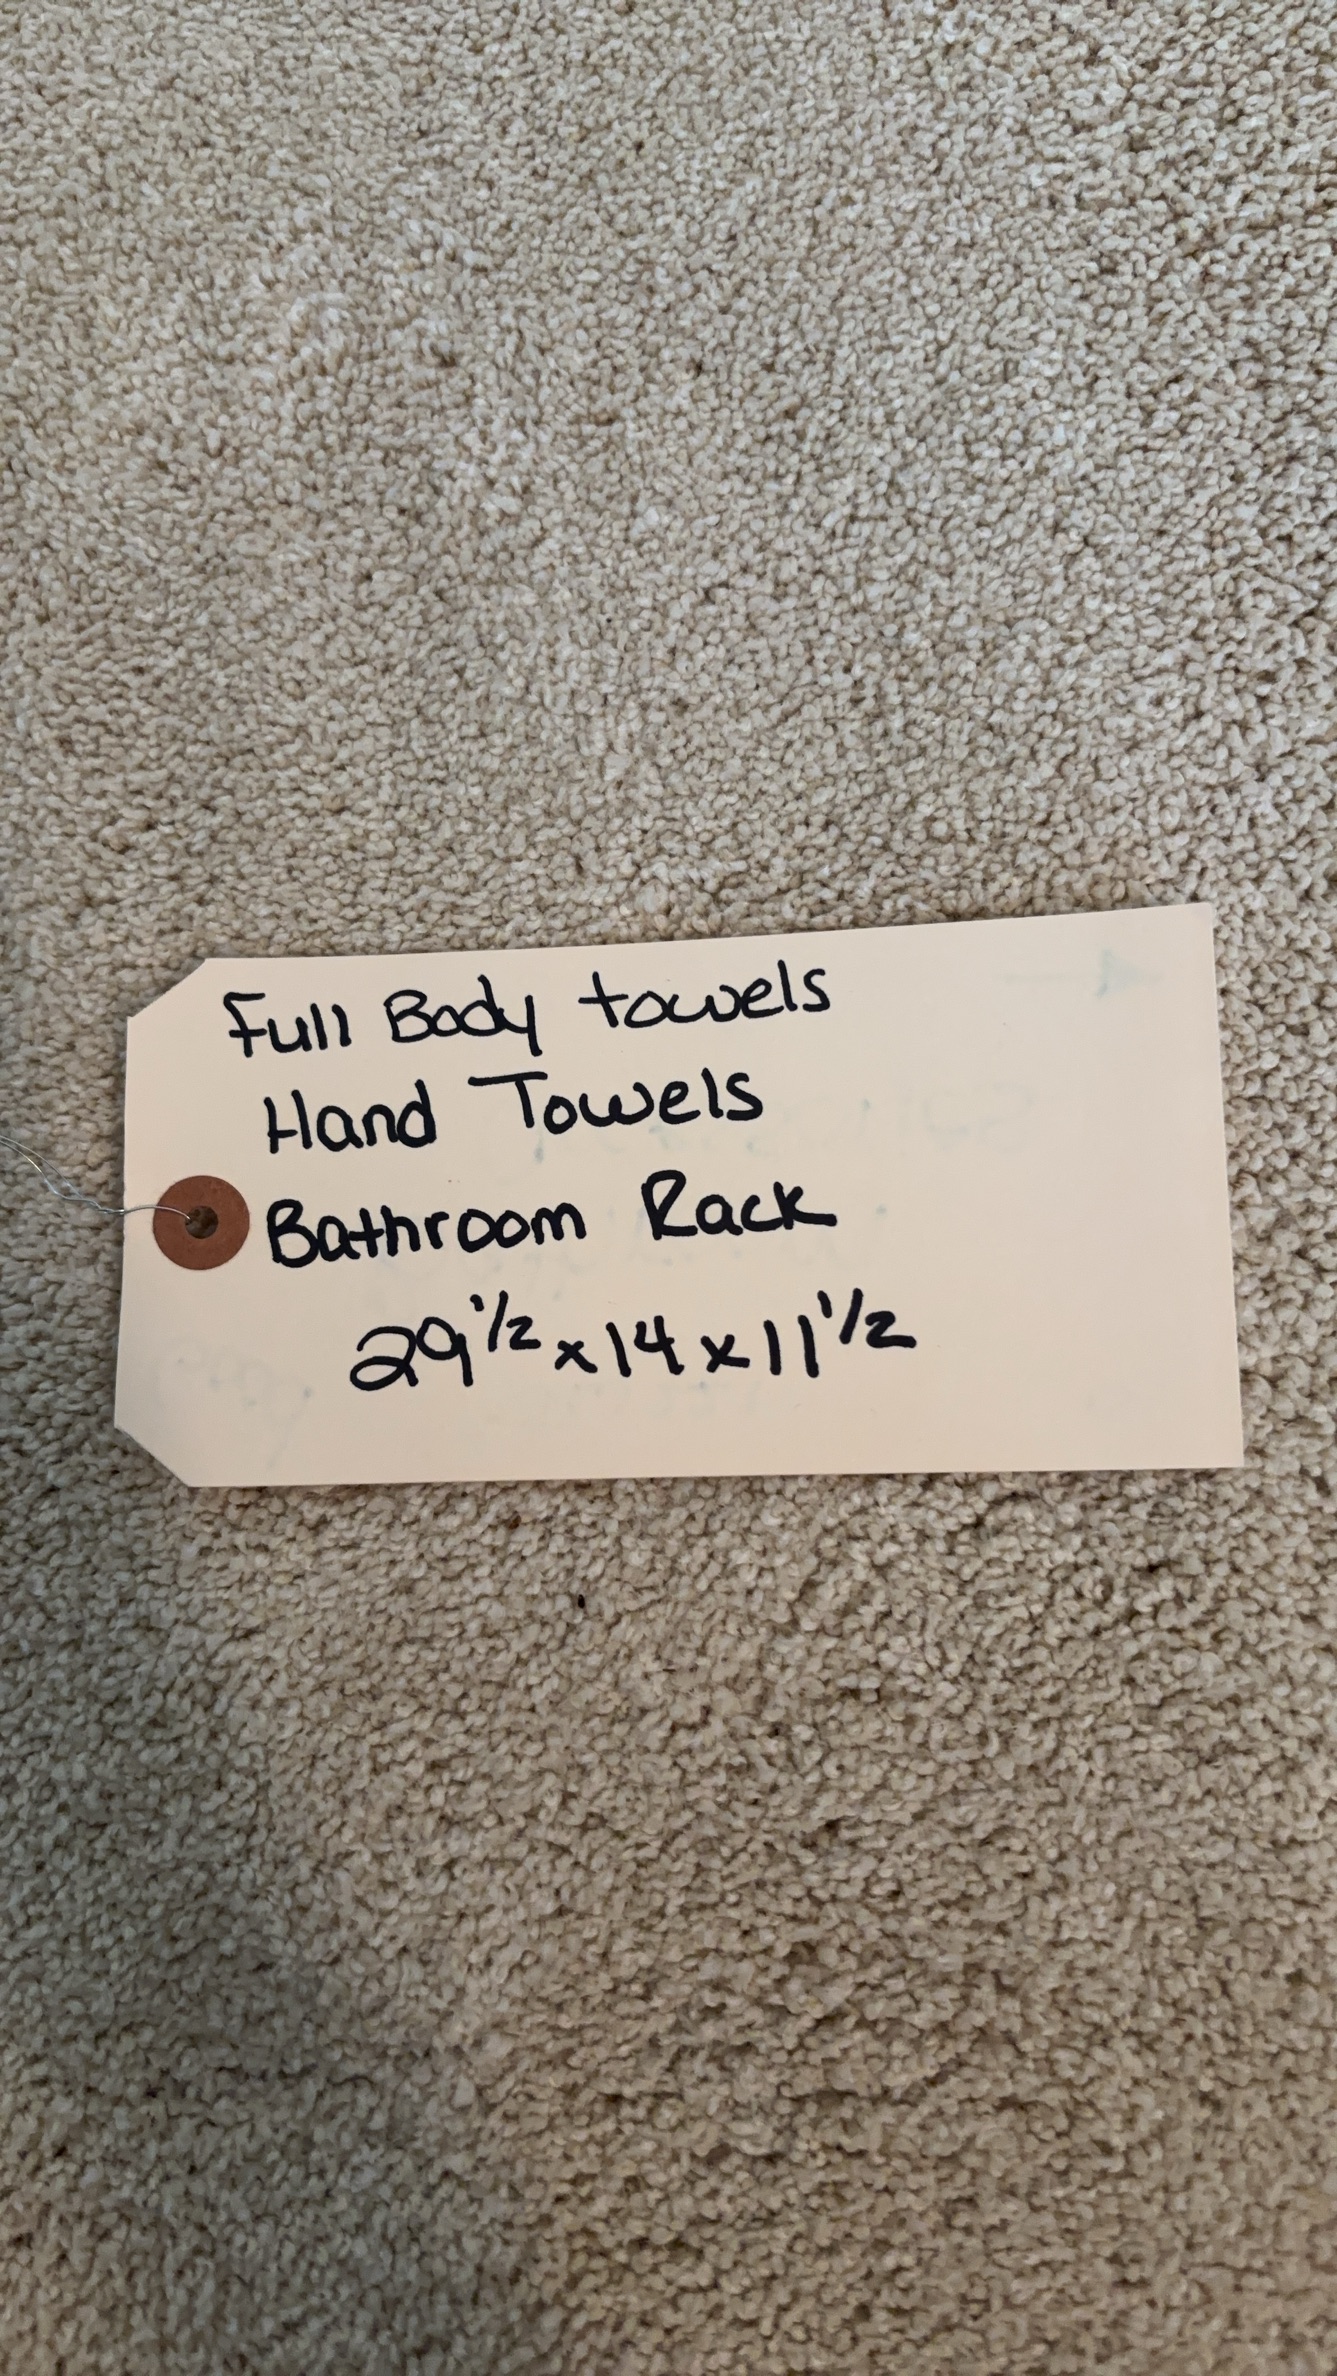 Full Body towels
Hand Towels
Bathroom Rack
29 1/2 x 14 x 11 1/2